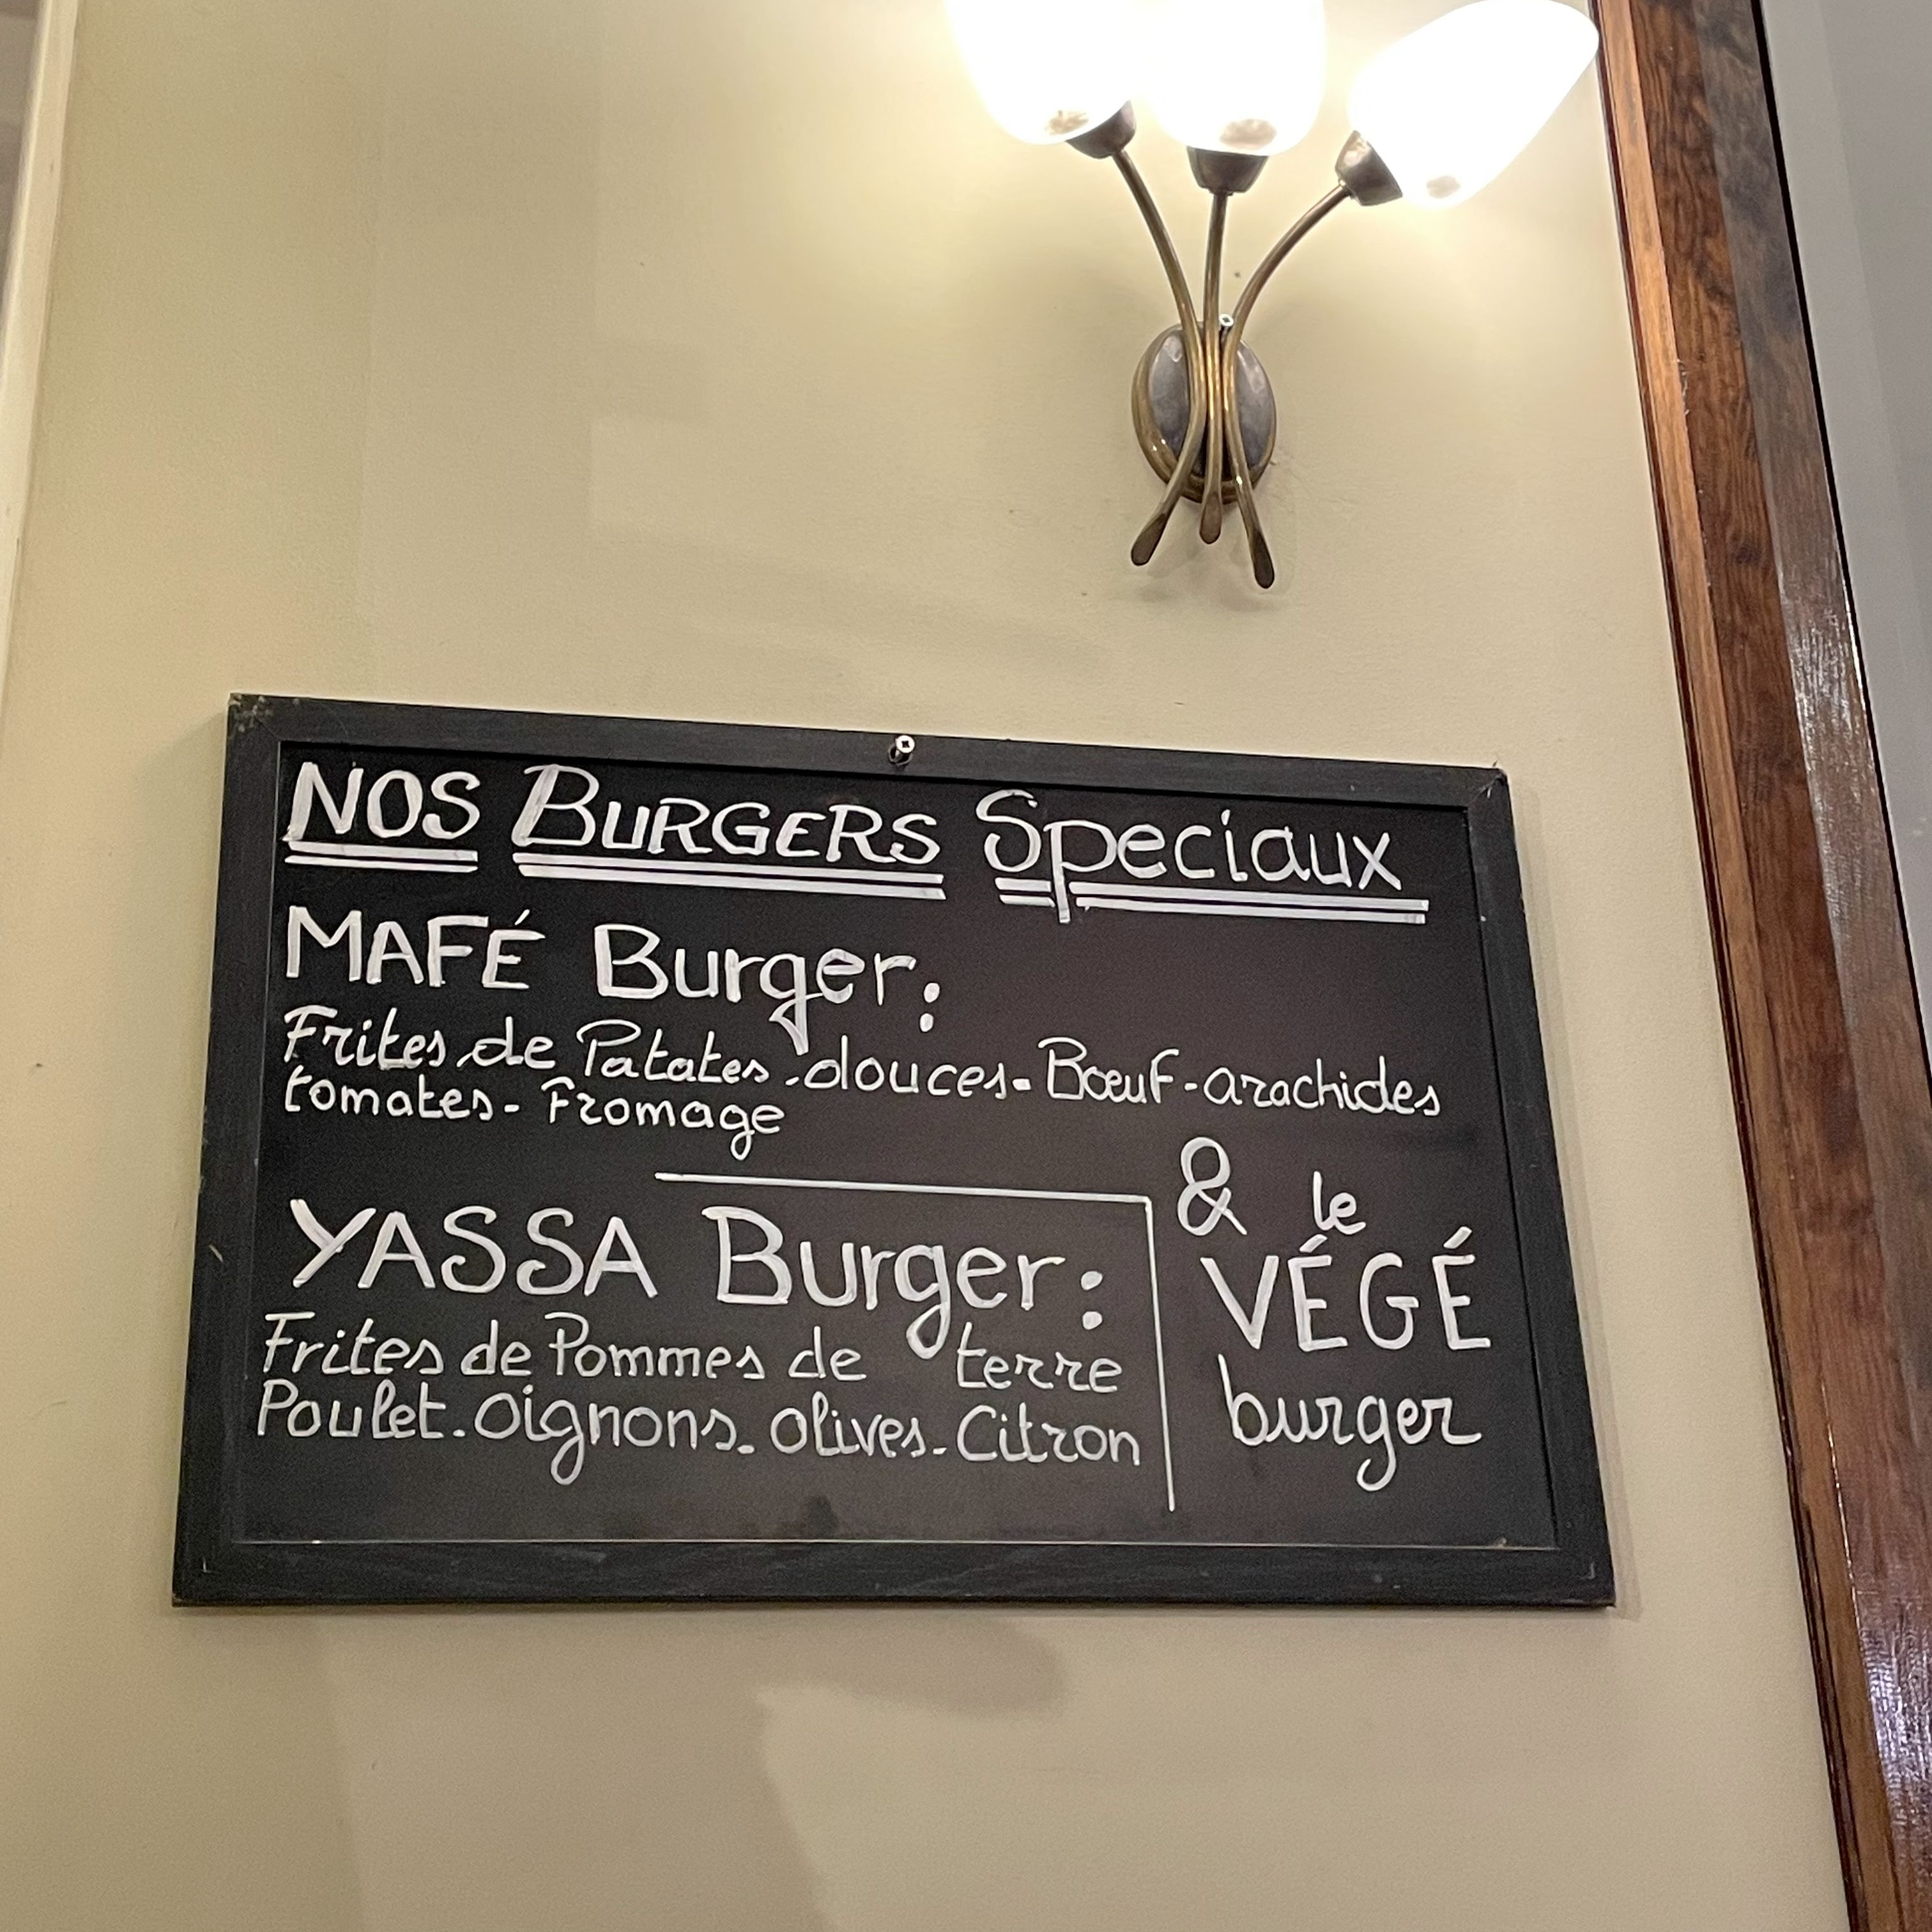 NOS BURGERS Speciaux
MAFÉ Burger:
Frites de Patates-douces-Bœuf-arachides
tomates-Fromage
YASSA Burger:
Frites de Pommes de terre
Poulet-Oignons-Olives-Citron
& le
VÉGÉ
burger